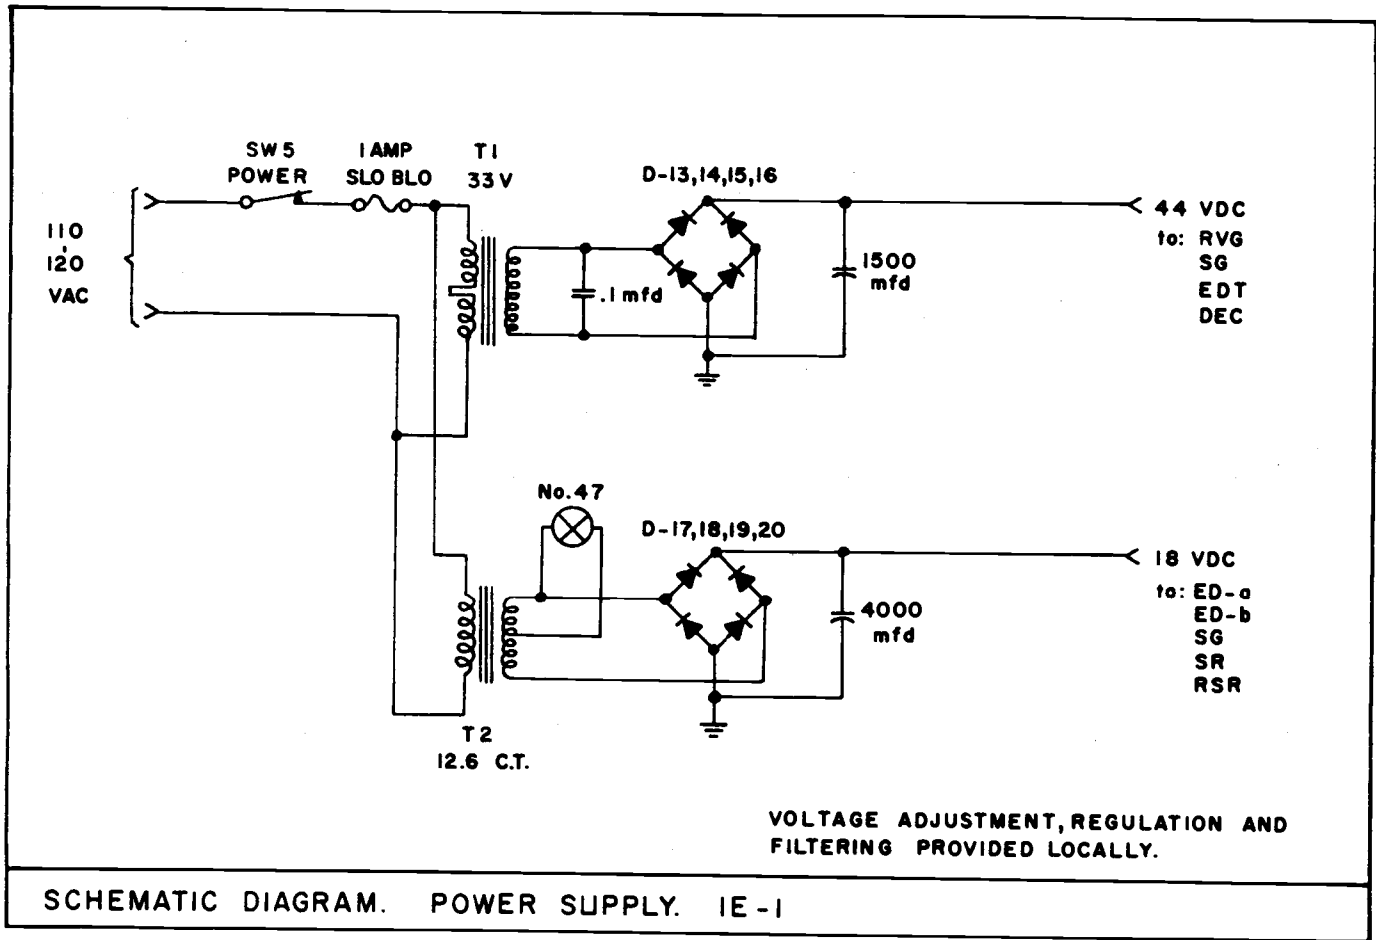 SW 5
POWER
1 AMP
SLO BLO
T1
33 V
D-13,14,15,16
110
-
120
VAC
.1 mfd
1500
mfd
44 VDC
to: RVG
SG
EDT
DEC
No. 47
D-17,18,19,20
4000
mfd
18 VDC
to: ED-a
ED-b
SG
SR
RSR
T2
12.6 C.T.
VOLTAGE ADJUSTMENT, REGULATION AND
FILTERING PROVIDED LOCALLY.
SCHEMATIC DIAGRAM. POWER SUPPLY. IE-1